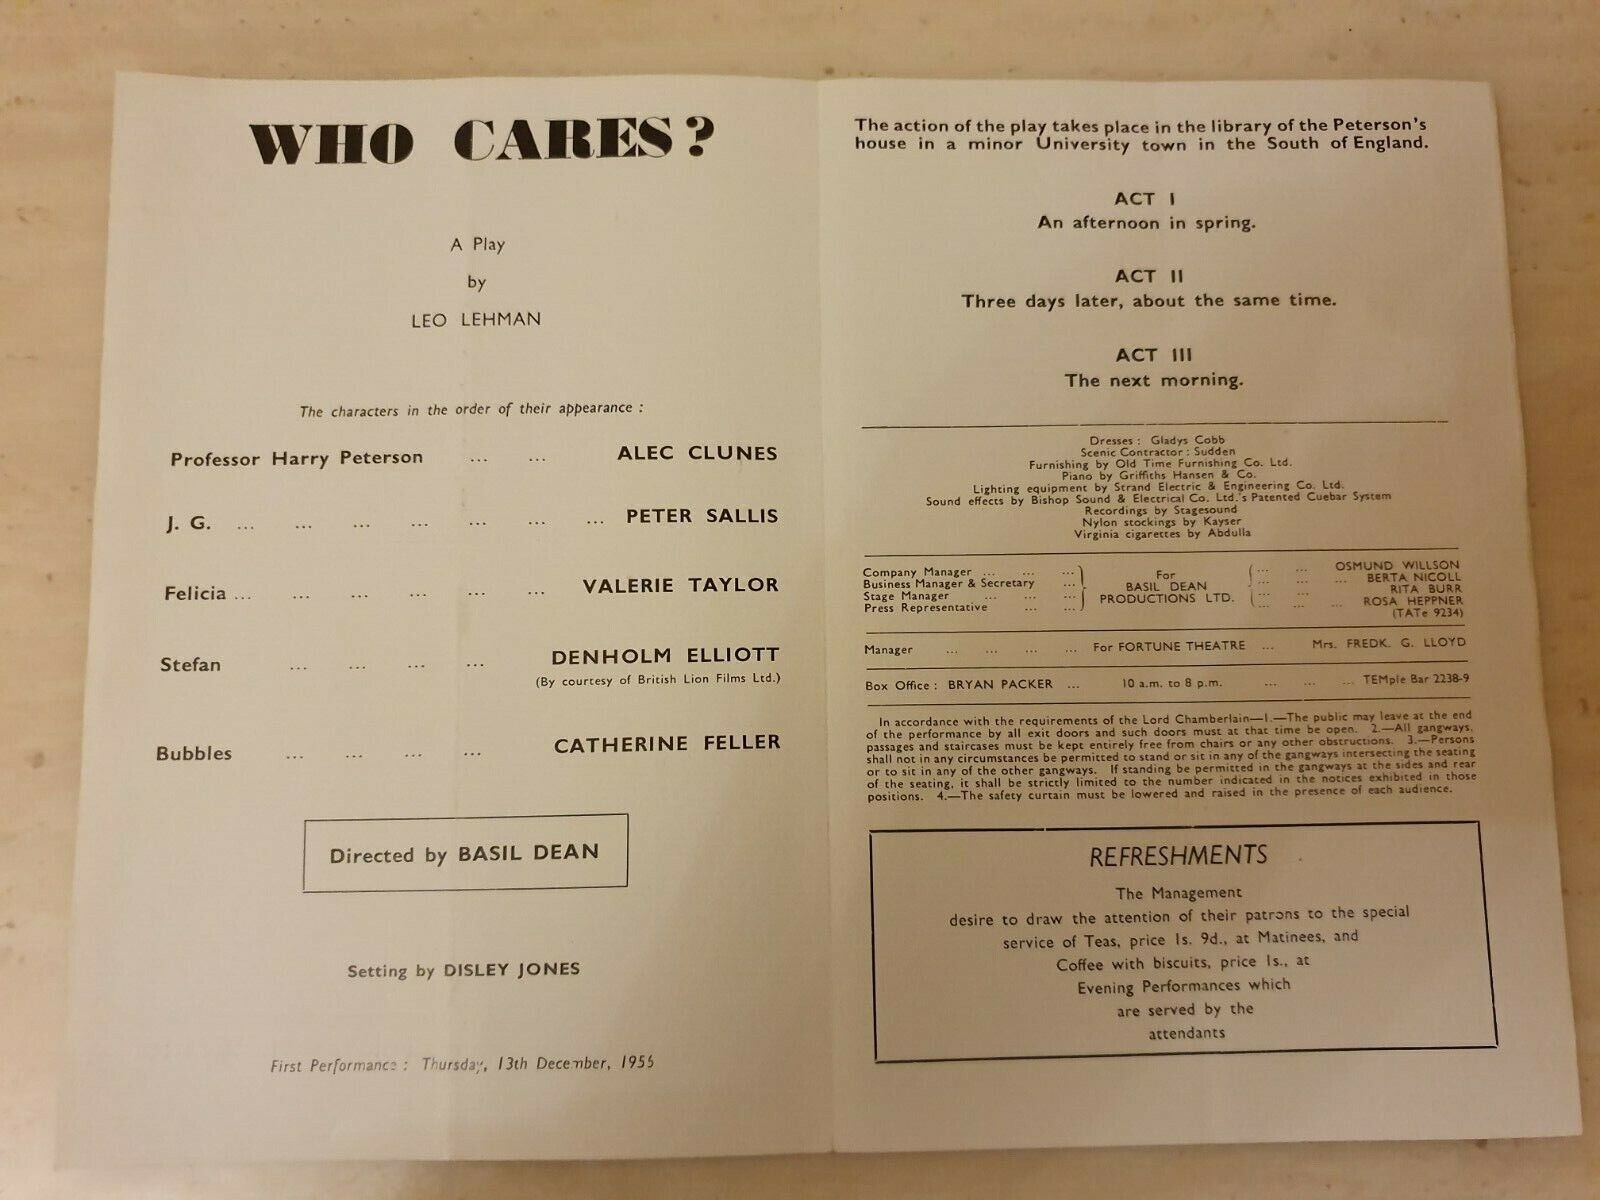 WHO CARES?
A Play
by
LEO LEHMAN
The characters in the order of their appearance :
Professor Harry Peterson ... ... ALEC CLUNES
J. G. ... ... ... ... ... ... ... PETER SALLIS
Felicia ... ... ... ... ... ... VALERIE TAYLOR
Stefan ... ... ... ... DENHOLM ELLIOTT
(By courtesy of British Lion Films Ltd.)
Bubbles ... ... ... ... CATHERINE FELLER
Directed by BASIL DEAN
Setting by DISLEY JONES
First Performance : Thursday, 13th December, 1956
The action of the play takes place in the library of the Peterson's
house in a minor University town in the South of England.
ACT I
An afternoon in spring.
ACT II
Three days later, about the same time.
ACT III
The next morning.
Dresses : Gladys Cobb
Scenic Contractor : Sudden
Furnishing by Old Time Furnishing Co. Ltd.
Piano by Griffiths Hansen & Co.
Lighting equipment by Strand Electric & Engineering Co. Ltd.
Sound effects by Bishop Sound & Electrical Co. Ltd.'s Patented Cuebar System
Recordings by Stagesound
Nylon stockings by Kayser
Virginia cigarettes by Abdulla
Company Manager ... ... ... OSMUND WILLSON
Business Manager & Secretary ... For BERTA NICOLL
Stage Manager ... ... ... BASIL DEAN RITA BURR
Press Representative ... ... PRODUCTIONS LTD. ROSA HEPPNER
(TATe 9234)
Manager ... ... ... ... For FORTUNE THEATRE ... Mrs. FREDK. G. LLOYD
Box Office : BRYAN PACKER ... 10 a.m. to 8 p.m. ... ... ... TEMple Bar 2238-9
In accordance with the requirements of the Lord Chamberlain—1.—The public may leave at the end
of the performance by all exit doors and such doors must at that time be open. 2.—All gangways,
passages and staircases must be kept entirely free from chairs or any other obstructions. 3.—Persons
shall not in any circumstances be permitted to stand or sit in any of the gangways intersecting the seating
or to sit in any of the other gangways. If standing be permitted in the gangways at the sides and rear
of the seating, it shall be strictly limited to the number indicated in the notices exhibited in those
positions. 4.—The safety curtain must be lowered and raised in the presence of each audience.
REFRESHMENTS
The Management
desire to draw the attention of their patrons to the special
service of Teas, price 1s. 9d., at Matinees, and
Coffee with biscuits, price 1s., at
Evening Performances which
are served by the
attendants